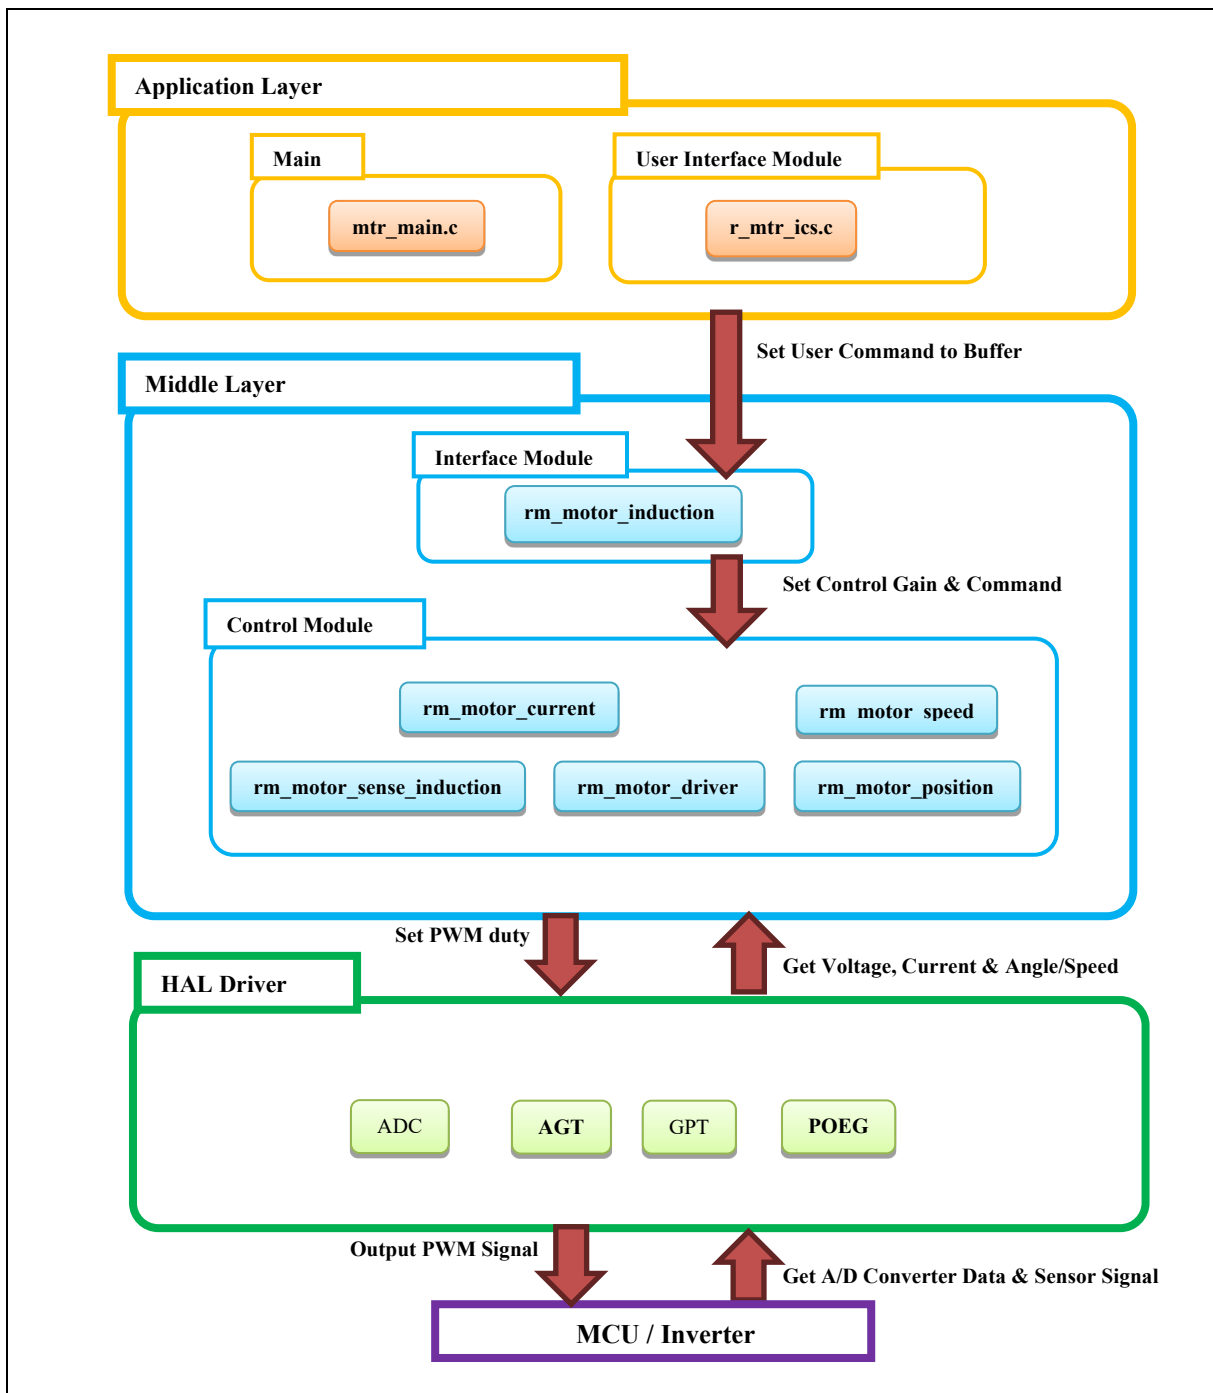 Application Layer
Main
User Interface Module
mtr_main.c
r_mtr_ics.c
Set User Command to Buffer
Middle Layer
Interface Module
rm_motor_induction
Set Control Gain & Command
Control Module
rm_motor_current
rm motor speed
rm_motor_sense_induction
rm_motor_driver
rm_motor_position
Set PWM duty
Get Voltage, Current & Angle/Speed
HAL Driver
ADC
AGT
GPT
POEG
Output PWM Signal
Get A/D Converter Data & Sensor Signal
MCU / Inverter